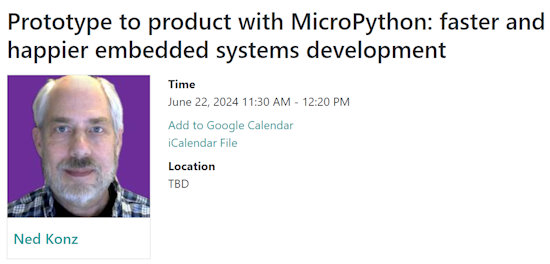 Prototype to product with MicroPython: faster and
happier embedded systems development
Time
June 22, 2024 11:30 AM - 12:20 PM
Add to Google Calendar
iCalendar File
Location
TBD
Ned Konz